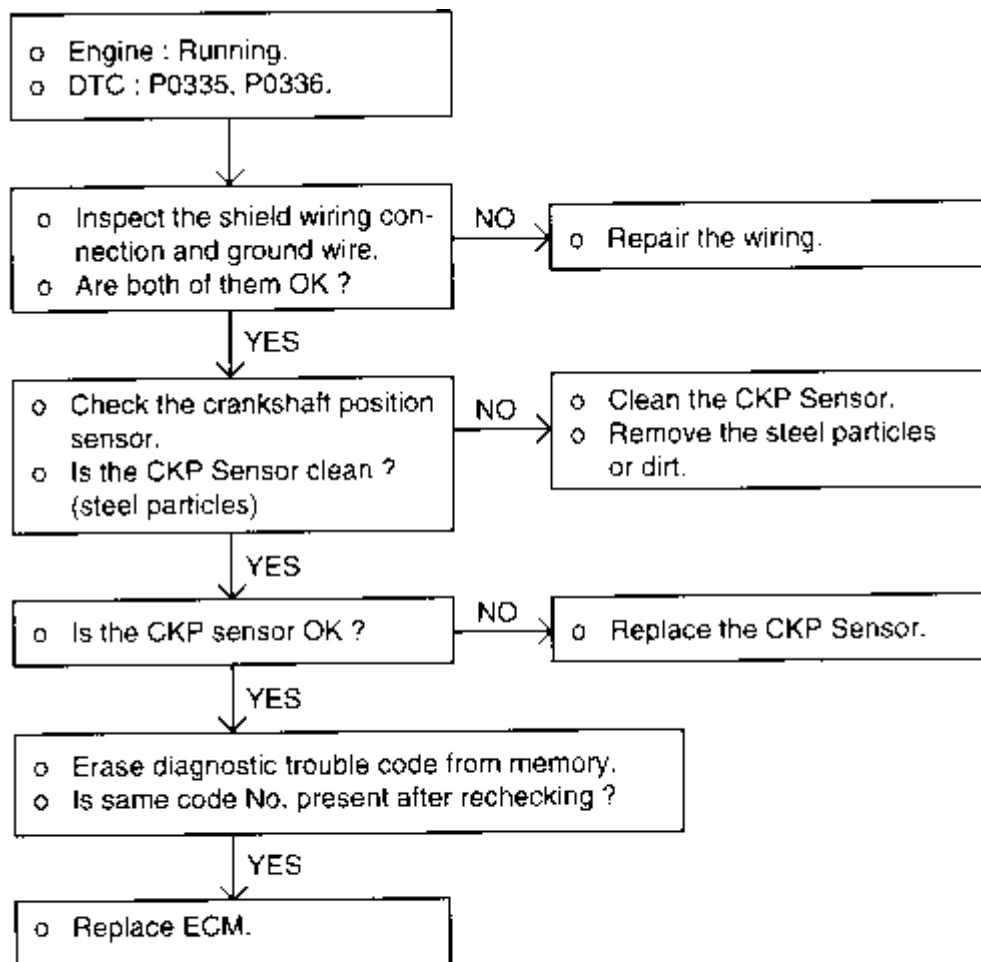 o Engine : Running.
o DTC : P0335, P0336.
o Inspect the shield wiring con-
nection and ground wire.
o Are both of them OK ?
NO
o Repair the wiring.
YES
o Check the crankshaft position
sensor.
o Is the CKP Sensor clean ?
(steel particles)
NO
o Clean the CKP Sensor.
o Remove the steel particles
or dirt.
YES
o Is the CKP sensor OK ?
NO
o Replace the CKP Sensor.
YES
o Erase diagnostic trouble code from memory.
o Is same code No. present after rechecking ?
YES
o Replace ECM.